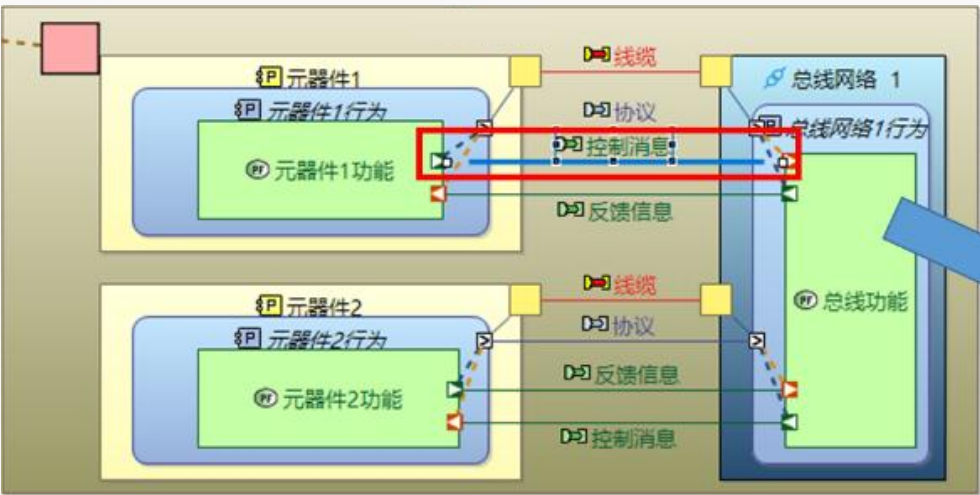 线缆
元器件1
总线网络 1
元器件1行为
协议
总线网络1行为
控制消息
元器件1功能
反馈信息
线缆
元器件2
总线功能
元器件2行为
协议
反馈信息
元器件2功能
控制消息